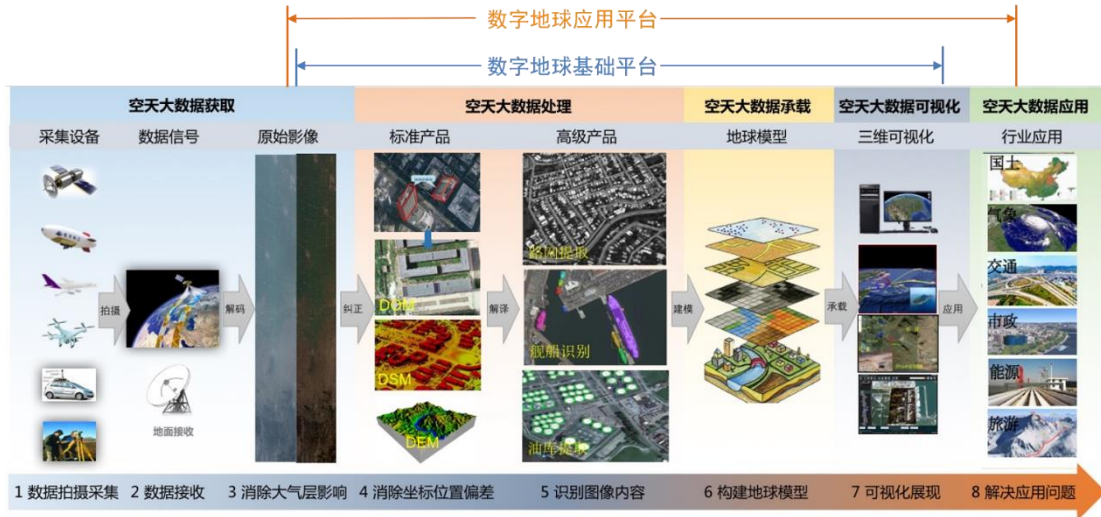 数字地球应用平台
数字地球基础平台
空天大数据获取
空天大数据处理
空天大数据承载
空天大数据可视化
空天大数据应用
采集设备
数据信号
原始影像
标准产品
高级产品
地球模型
三维可视化
行业应用
拍摄
解码
纠正
解译
建模
承载
应用
地面接收
DOM
DSM
DEM
路网提取
舰船识别
油库提取
国土
气象
交通
市政
能源
旅游
1 数据拍摄采集
2 数据接收
3 消除大气层影响
4 消除坐标位置偏差
5 识别图像内容
6 构建地球模型
7 可视化展现
8 解决应用问题